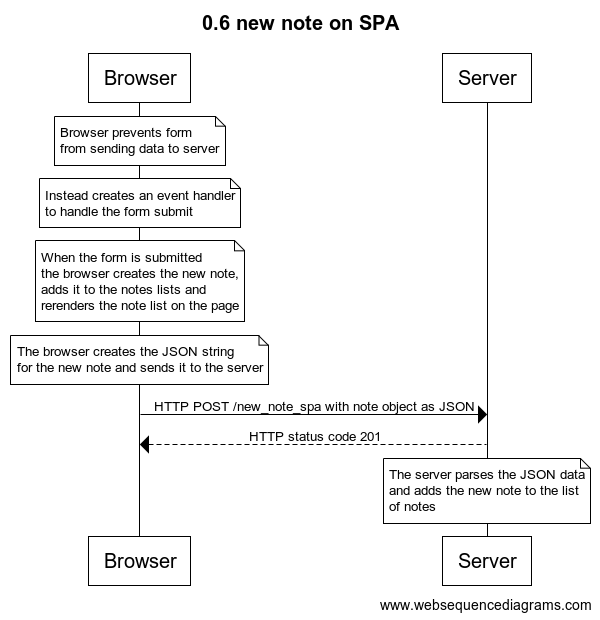 0.6 new note on SPA
Browser
Server
Browser prevents form
from sending data to server
Instead creates an event handler
to handle the form submit
When the form is submitted
the browser creates the new note,
adds it to the notes lists and
rerenders the note list on the page
The browser creates the JSON string
for the new note and sends it to the server
HTTP POST /new_note_spa with note object as JSON
HTTP status code 201
The server parses the JSON data
and adds the new note to the list
of notes
Browser
Server
www.websequencediagrams.com